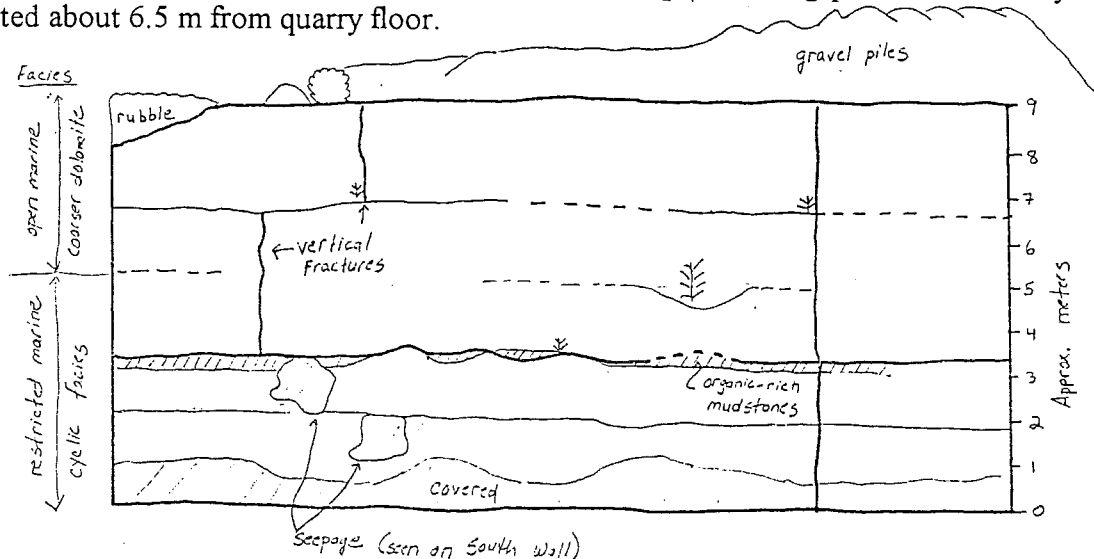 ted about 6.5 m from quarry floor.
gravel piles
Facies
rubble
open marine
coarser dolomite
restricted marine
cyclic facies
←vertical
Fractures
organic-rich
mudstones
covered
Seepage (seen on South Wall)
9
8
7
6
5
4
3
2
1
0
Approx. meters